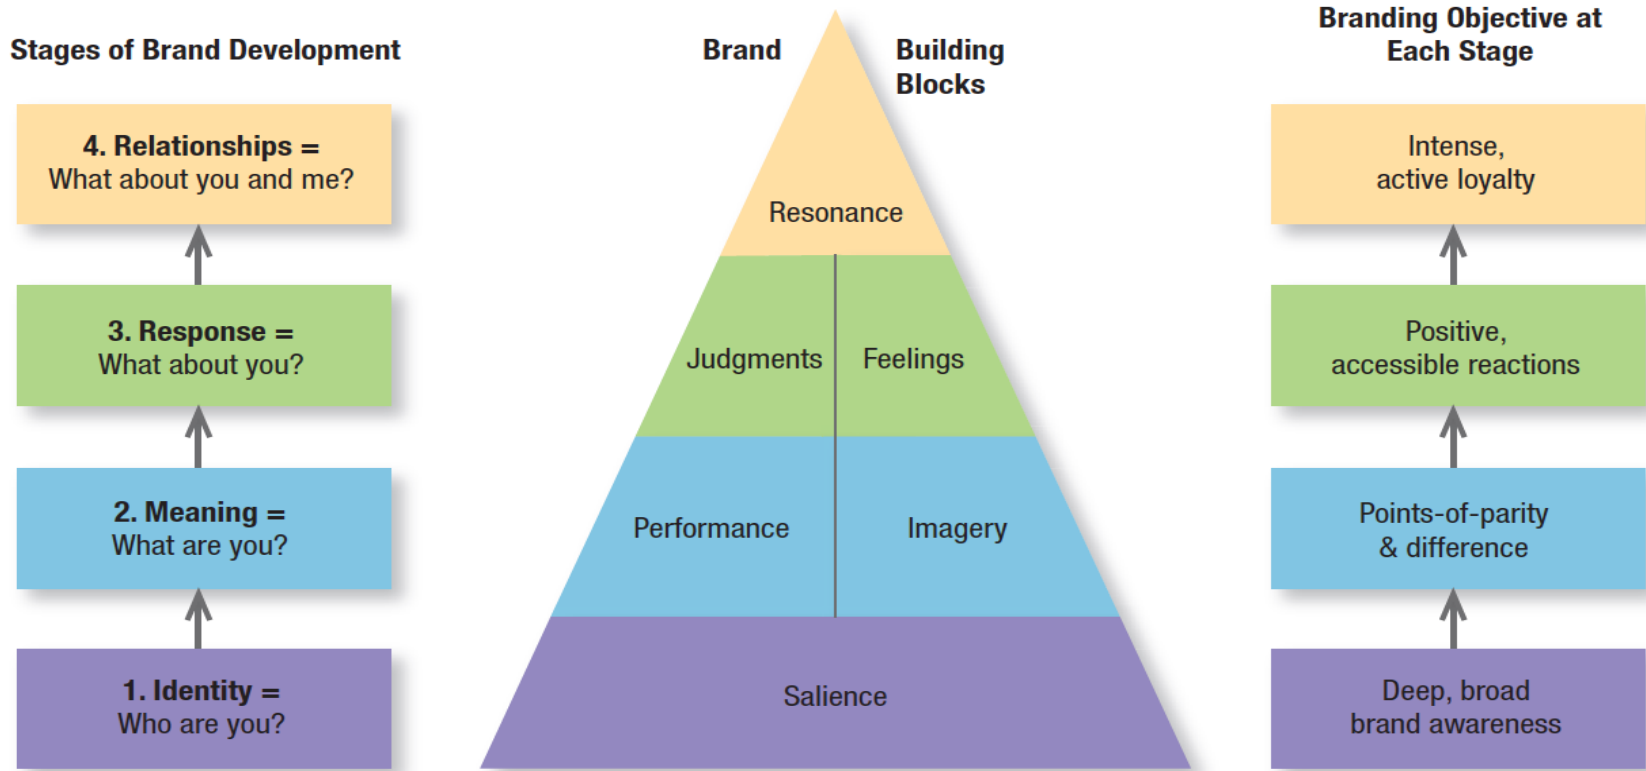 Stages of Brand Development
4. Relationships =
What about you and me?
3. Response =
What about you?
2. Meaning =
What are you?
1. Identity =
Who are you?
Brand
Building
Blocks
Resonance
Judgments
Feelings
Performance
Imagery
Salience
Branding Objective at
Each Stage
Intense,
active loyalty
Positive,
accessible reactions
Points-of-parity
& difference
Deep, broad
brand awareness